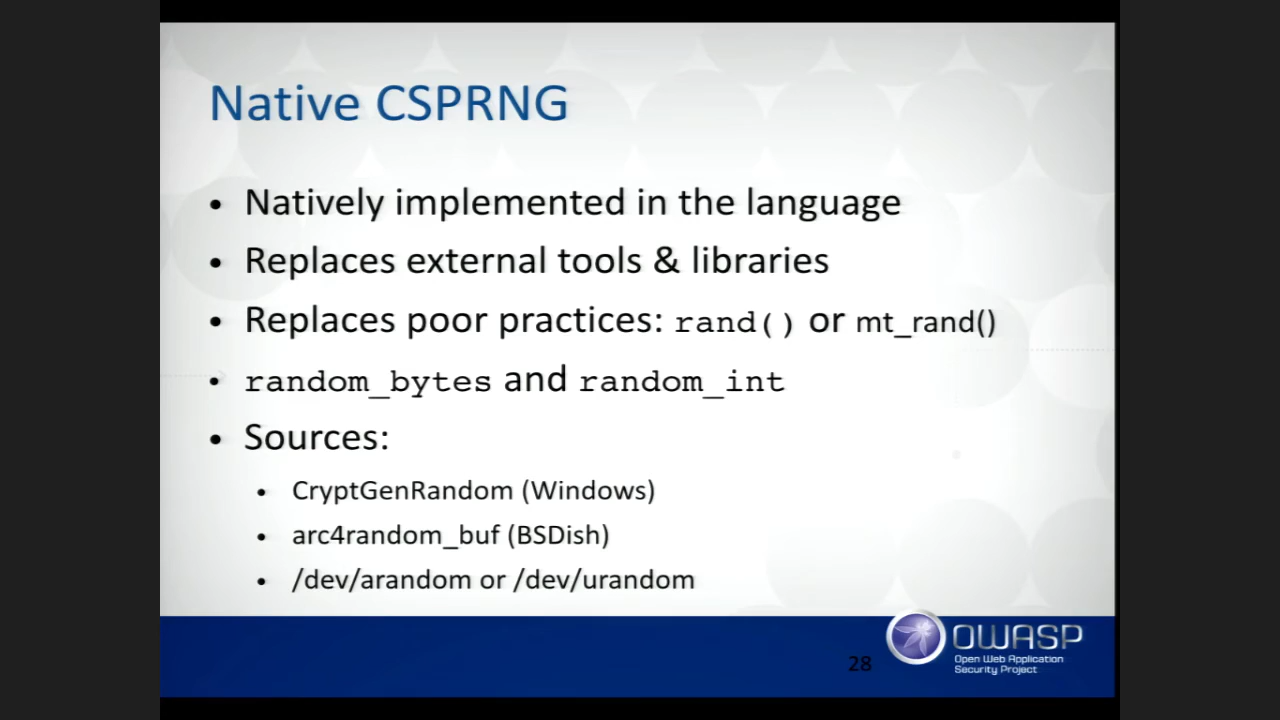 Native CSPRNG
• Natively implemented in the language
• Replaces external tools & libraries
• Replaces poor practices: rand() or mt_rand()
• random_bytes and random_int
• Sources:
• CryptGenRandom (Windows)
• arc4random_buf (BSDish)
• /dev/arandom or /dev/urandom
28
OWASP
Open Web Application
Security Project